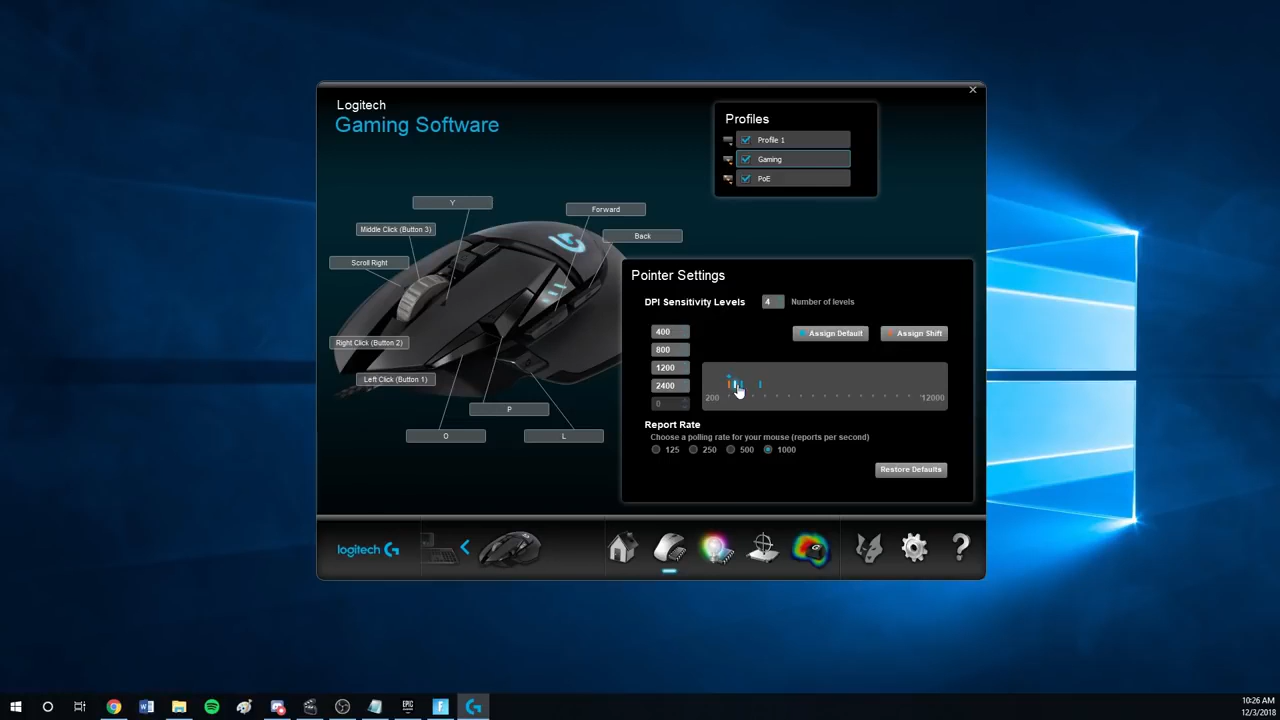 Logitech
Gaming Software
Profiles
Profile 1
Gaming
PoE
Y
Forward
Middle Click (Button 3)
Back
Scroll Right
Right Click (Button 2)
Left Click (Button 1)
P
O
L
Pointer Settings
DPI Sensitivity Levels
4
Number of levels
400
800
1200
2400
0
Assign Default
Assign Shift
200
12000
Report Rate
Choose a polling rate for your mouse (reports per second)
125
250
500
1000
Restore Defaults
logitech G
?
EPIC
10:26 AM
12/3/2018